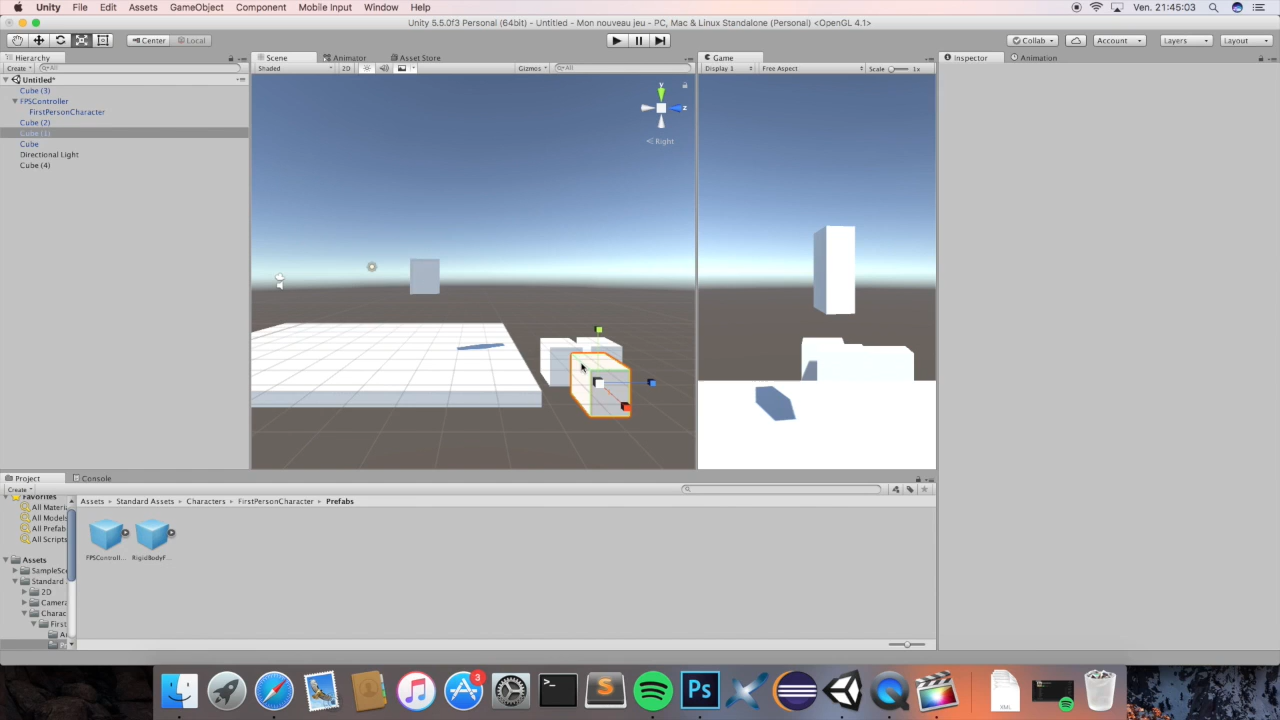 Unity File Edit Assets GameObject Component Mobile Input Window Help Ven. 21:45:03
Unity 5.5.0f3 Personal (64bit) - Untitled - Mon nouveau jeu - PC, Mac & Linux Standalone (Personal) <OpenGL 4.1>
Center Local Collab Account Layers Layout
Hierarchy Scene Animator Asset Store Game Inspector Animation
Create All Shaded 2D Gizmos All Display 1 Free Aspect Scale 1x
Untitled*
Cube (3)
FPSController
FirstPersonCharacter
Cube (2)
Cube (1)
Cube
Directional Light
Cube (4)
y
z
Right
Project Console
Create
Favorites
All Materi
All Models
All Prefab
All Scripts
Assets
SampleSce
Standard
2D
Camera
Charac
First
Assets Standard Assets Characters FirstPersonCharacter Prefabs
FPSControll... RigidBodyF...
3
Ps
XML